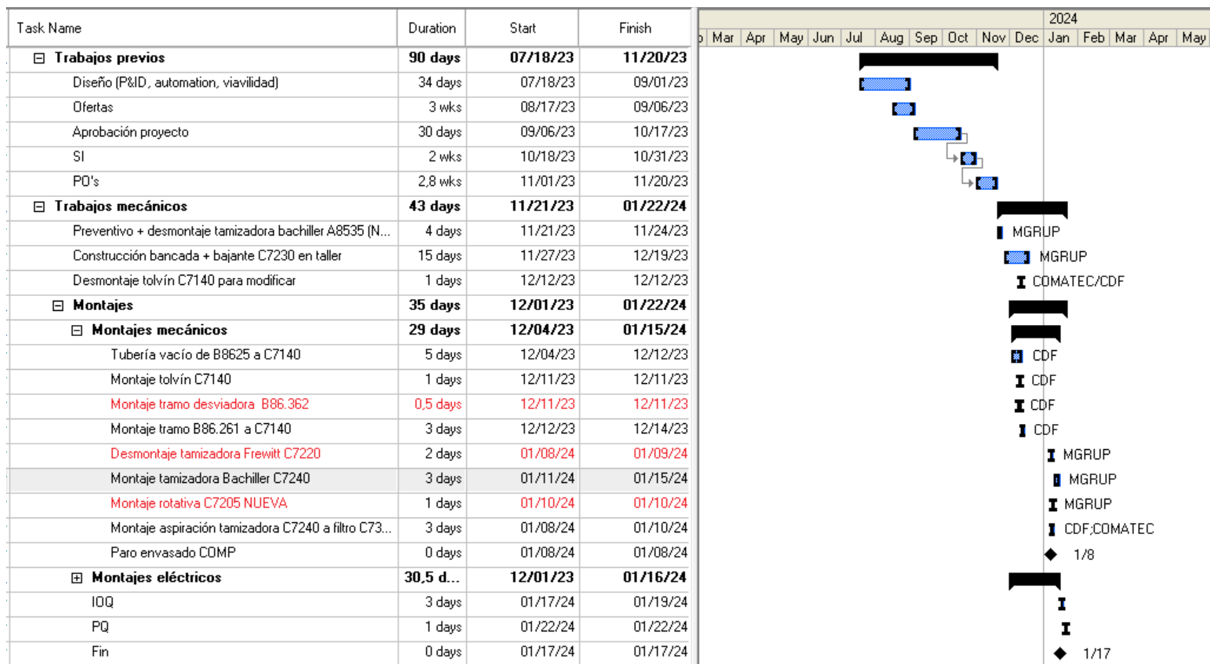 Task Name Duration Start Finish
2024
Mar Apr May Jun Jul Aug Sep Oct Nov Dec Jan Feb Mar Apr May
Trabajos previos 90 days 07/18/23 11/20/23
Diseño (P&ID, automation, viavilidad) 34 days 07/18/23 09/01/23
Ofertas 3 wks 08/17/23 09/06/23
Aprobación proyecto 30 days 09/06/23 10/17/23
SI 2 wks 10/18/23 10/31/23
PO's 2,8 wks 11/01/23 11/20/23
Trabajos mecánicos 43 days 11/21/23 01/22/24
Preventivo + desmontaje tamizadora bachiller A8535 (N... 4 days 11/21/23 11/24/23 MGRUP
Construcción bancada + bajante C7230 en taller 15 days 11/27/23 12/19/23 MGRUP
Desmontaje tolvín C7140 para modificar 1 days 12/12/23 12/12/23 COMATEC/CDF
Montajes 35 days 12/01/23 01/22/24
Montajes mecánicos 29 days 12/04/23 01/15/24
Tubería vacío de B8625 a C7140 5 days 12/04/23 12/12/23 CDF
Montaje tolvín C7140 1 days 12/11/23 12/11/23 CDF
Montaje tramo desviadora B86.362 0,5 days 12/11/23 12/11/23 CDF
Montaje tramo B86.261 a C7140 3 days 12/12/23 12/14/23 CDF
Desmontaje tamizadora Frewitt C7220 2 days 01/08/24 01/09/24 MGRUP
Montaje tamizadora Bachiller C7240 3 days 01/11/24 01/15/24 MGRUP
Montaje rotativa C7205 NUEVA 1 days 01/10/24 01/10/24 MGRUP
Montaje aspiración tamizadora C7240 a filtro C73... 3 days 01/08/24 01/10/24 CDF;COMATEC
Paro envasado COMP 0 days 01/08/24 01/08/24 1/8
Montajes eléctricos 30,5 d... 12/01/23 01/16/24
IOQ 3 days 01/17/24 01/19/24
PQ 1 days 01/22/24 01/22/24
Fin 0 days 01/17/24 01/17/24 1/17